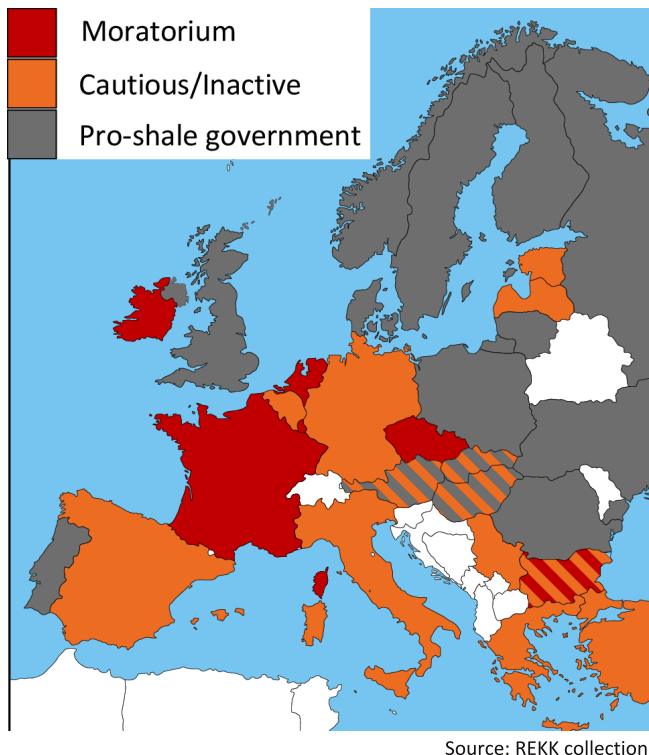 Moratorium
Cautious/Inactive
Pro-shale government
Source: REKK collection